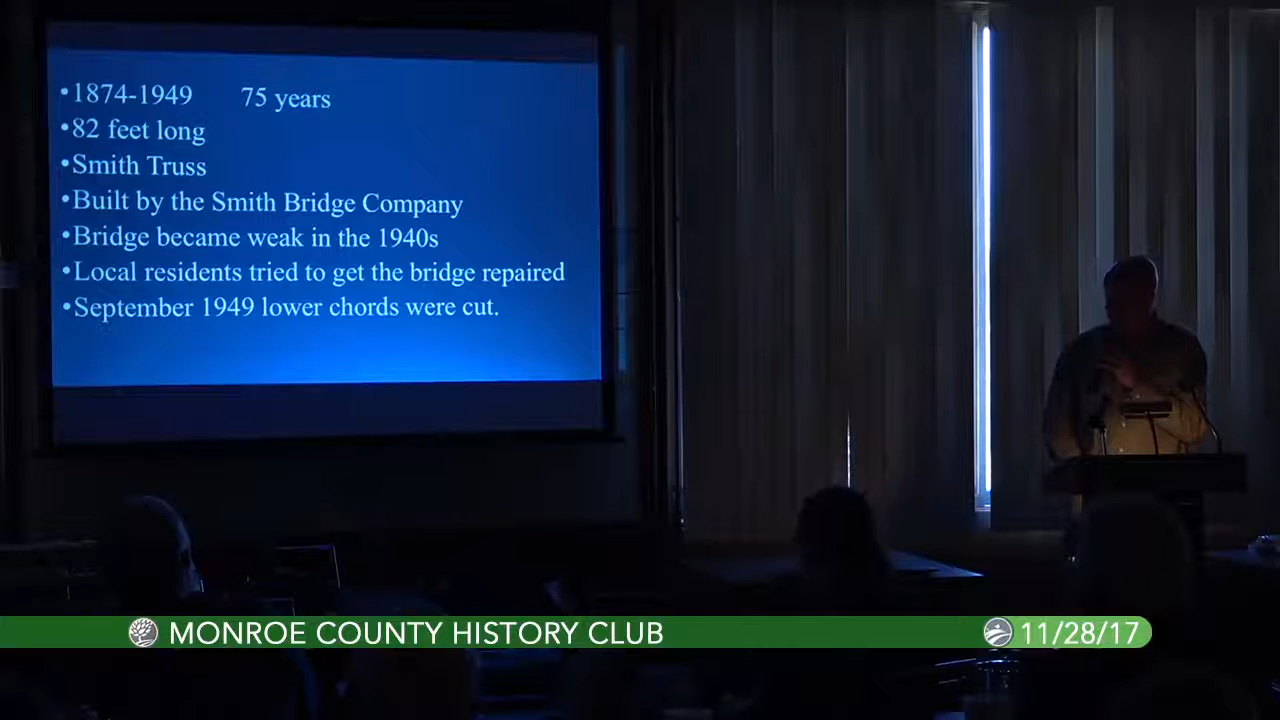 •1874-1949 75 years
•82 feet long
•Smith Truss
•Built by the Smith Bridge Company
•Bridge became weak in the 1940s
•Local residents tried to get the bridge repaired
•September 1949 lower chords were cut.
MONROE COUNTY HISTORY CLUB 11/28/17